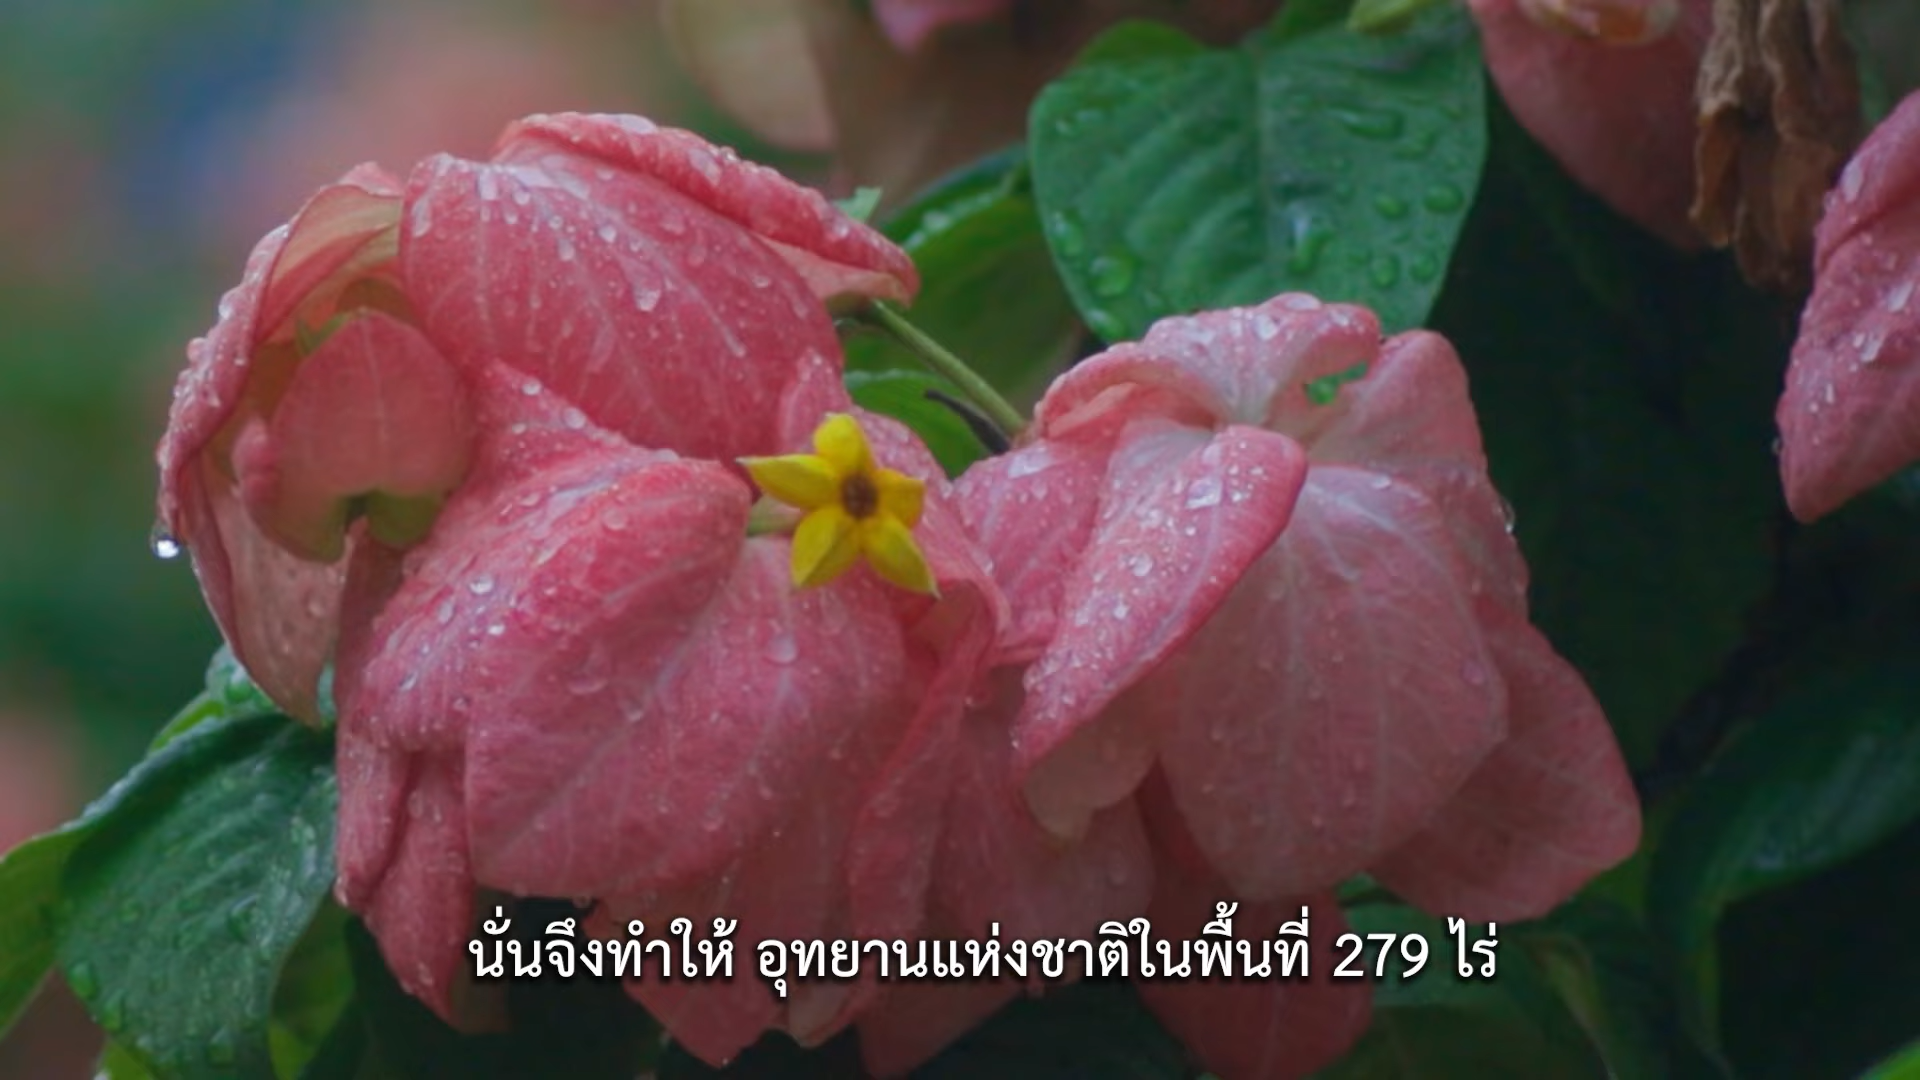 นั่นจึงทำให้ อุทยานแห่งชาติในพื้นที่ 279 ไร่